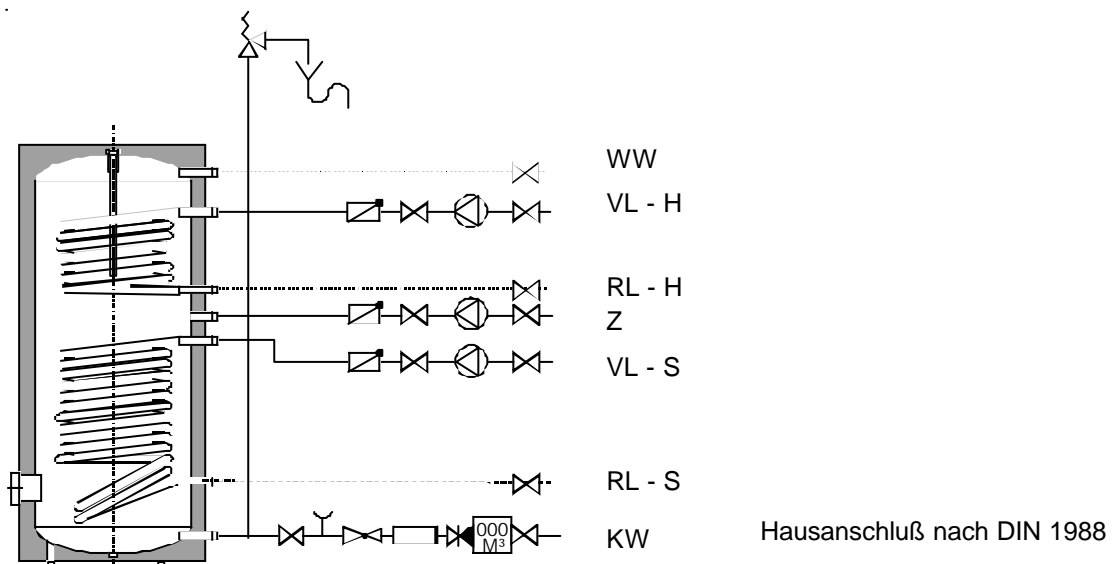 WW
VL - H
RL - H
Z
VL - S
RL - S
000
M³
KW
Hausanschluß nach DIN 1988